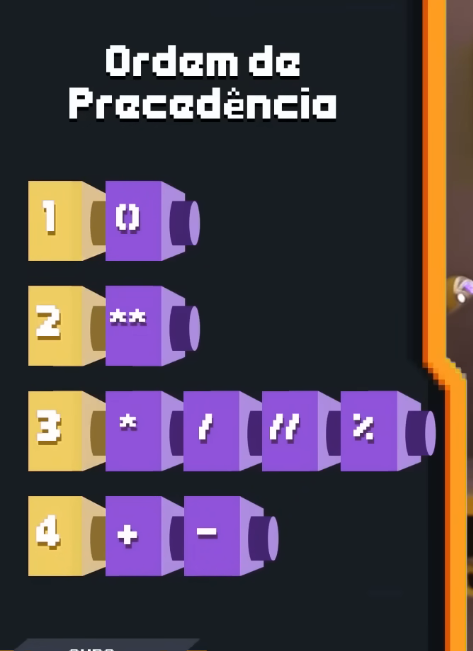 Ordem de
Precedência
1 ()
2 **
3 * / // %
4 + -